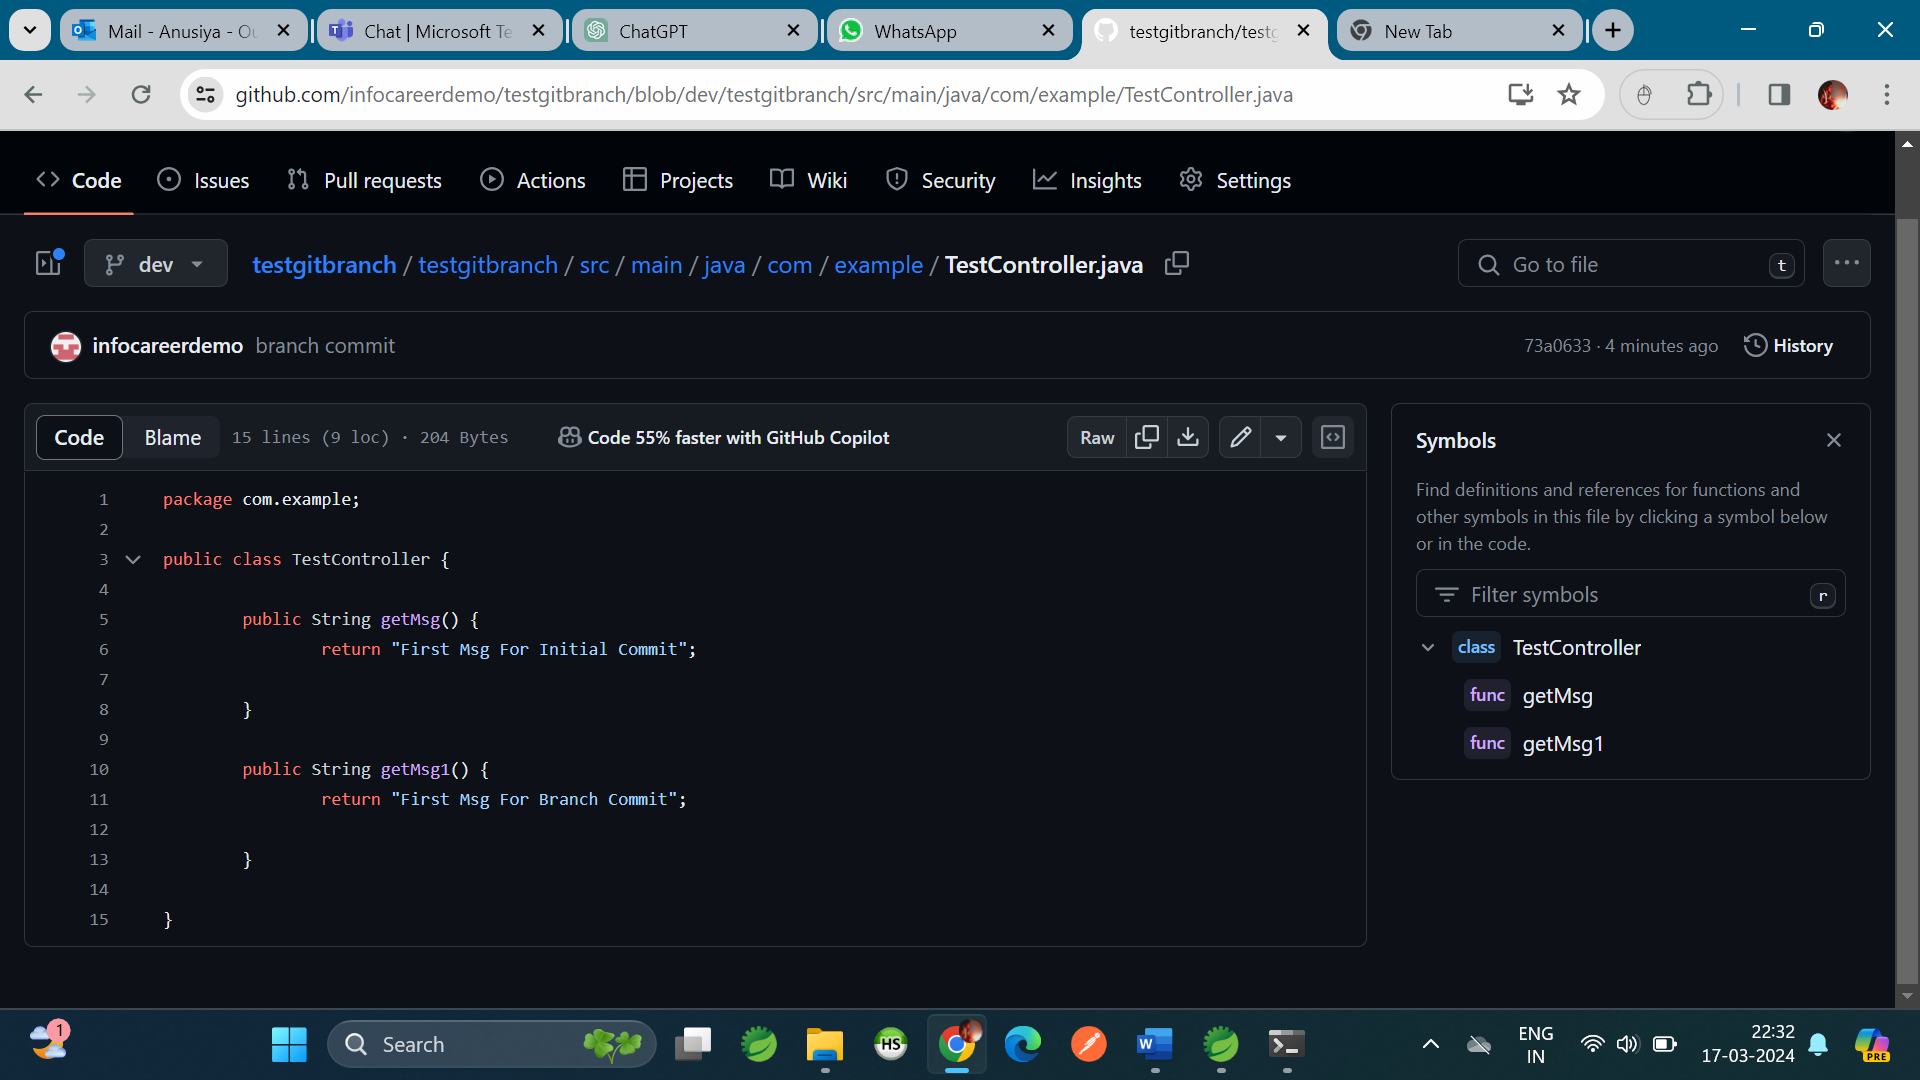 Mail - Anusiya - Ou
Chat | Microsoft Te
ChatGPT
WhatsApp
testgitbranch/testg
New Tab
github.com/infocareerdemo/testgitbranch/blob/dev/testgitbranch/src/main/java/com/example/TestController.java
Code Issues Pull requests Actions Projects Wiki Security Insights Settings
dev testgitbranch / testgitbranch / src / main / java / com / example / TestController.java Go to file t
infocareerdemo branch commit 73a0633 · 4 minutes ago History
Code Blame 15 lines (9 loc) · 204 Bytes Code 55% faster with GitHub Copilot Raw
1 package com.example;
2
3 public class TestController {
4
5 public String getMsg() {
6 return "First Msg For Initial Commit";
7
8 }
9
10 public String getMsg1() {
11 return "First Msg For Branch Commit";
12
13 }
14
15 }
Symbols
Find definitions and references for functions and
other symbols in this file by clicking a symbol below
or in the code.
Filter symbols r
class TestController
func getMsg
func getMsg1
1
Search
HS
W
PRE
ENG
IN
22:32
17-03-2024